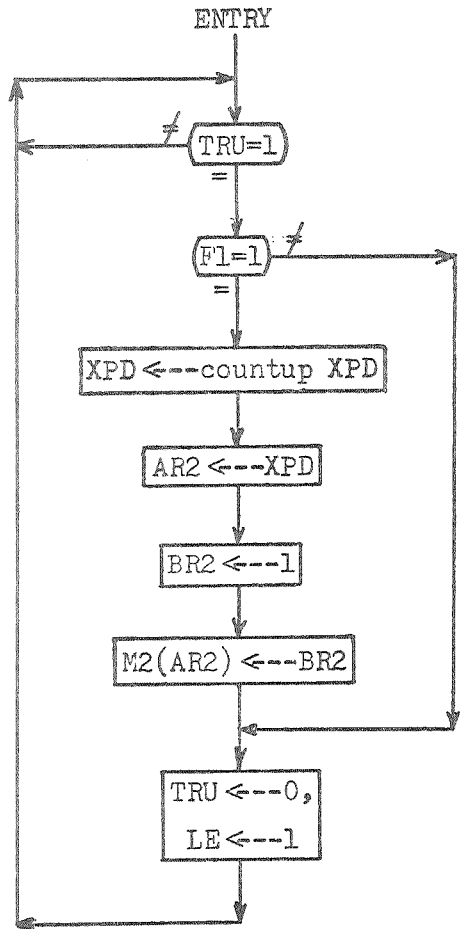 ENTRY
≠
TRU=1
=
≠
F1=1
=
XPD <---countup XPD
AR2 <---XPD
BR2 <---1
M2(AR2) <---BR2
TRU <---0,
LE <---1